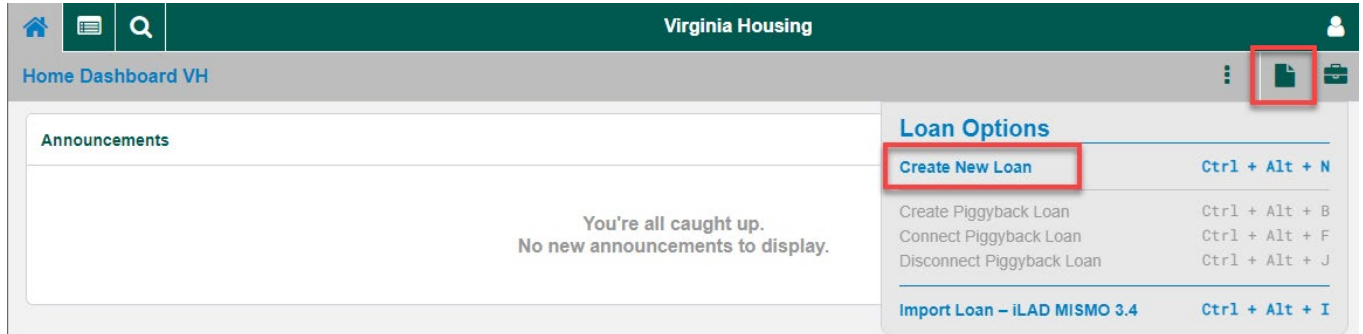 Virginia Housing
Home Dashboard VH
Announcements
You're all caught up.
No new announcements to display.
Loan Options
Create New Loan Ctrl + Alt + N
Create Piggyback Loan Ctrl + Alt + B
Connect Piggyback Loan Ctrl + Alt + F
Disconnect Piggyback Loan Ctrl + Alt + J
Import Loan – iLAD MISMO 3.4 Ctrl + Alt + I